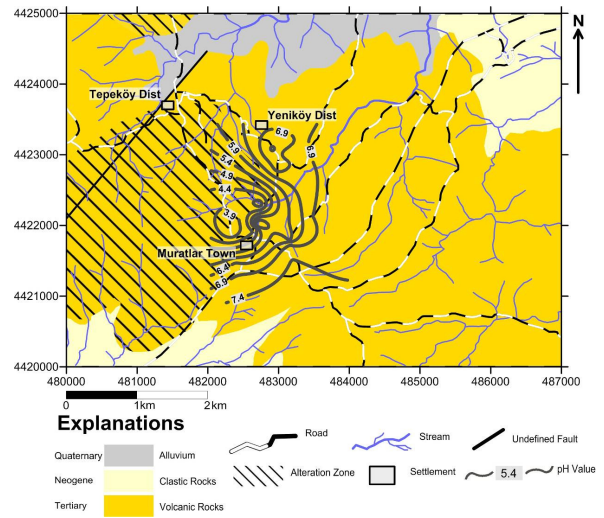 4425000
4424000
4423000
4422000
4421000
4420000
N
Tepeköy Dist
Yeniköy Dist
6.9
5.9
6.9
5.4
4.9
4.4
3.9
Muratlar Town
6.4
6.9
7.4
480000 481000 482000 483000 484000 485000 486000 487000
0 1km 2km
Explanations
Quaternary Alluvium
Neogene Clastic Rocks
Tertiary Volcanic Rocks
Road Stream Undefined Fault
Alteration Zone Settlement 5.4 pH Value